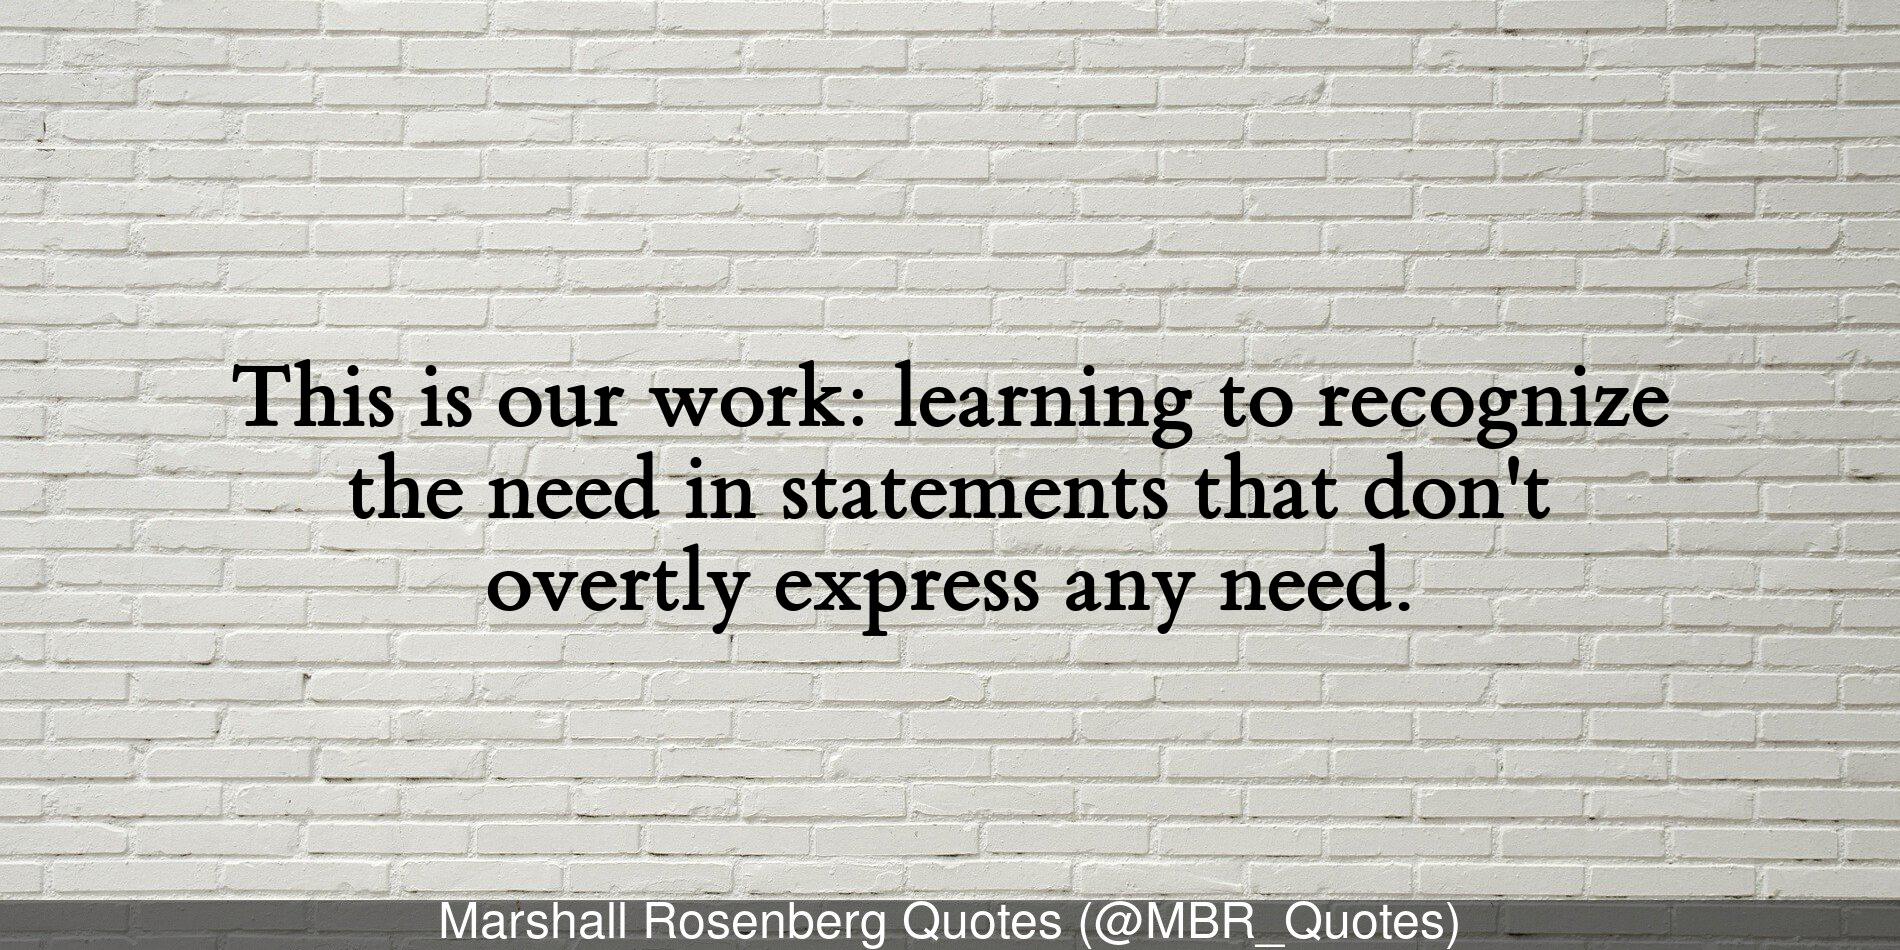 This is our work: learning to recognize
the need in statements that don't
overtly express any need.
Marshall Rosenberg Quotes (@MBR_Quotes)